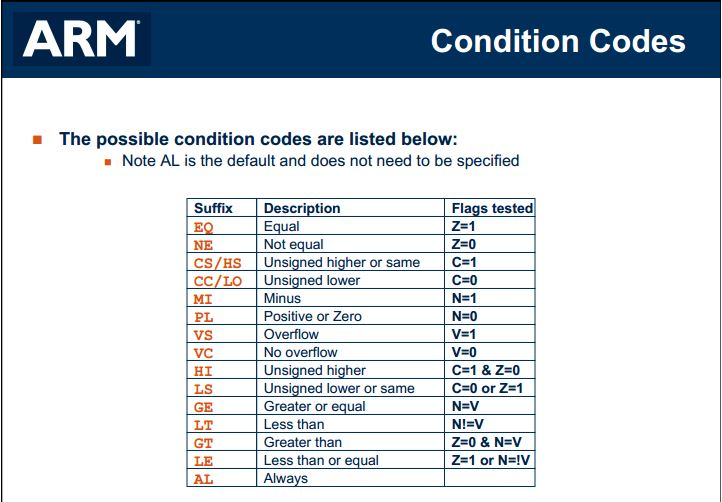 ARM
Condition Codes
The possible condition codes are listed below:
Note AL is the default and does not need to be specified
Suffix Description Flags tested
EQ Equal Z=1
NE Not equal Z=0
CS/HS Unsigned higher or same C=1
CC/LO Unsigned lower C=0
MI Minus N=1
PL Positive or Zero N=0
VS Overflow V=1
VC No overflow V=0
HI Unsigned higher C=1 & Z=0
LS Unsigned lower or same C=0 or Z=1
GE Greater or equal N=V
LT Less than N!=V
GT Greater than Z=0 & N=V
LE Less than or equal Z=1 or N=!V
AL Always